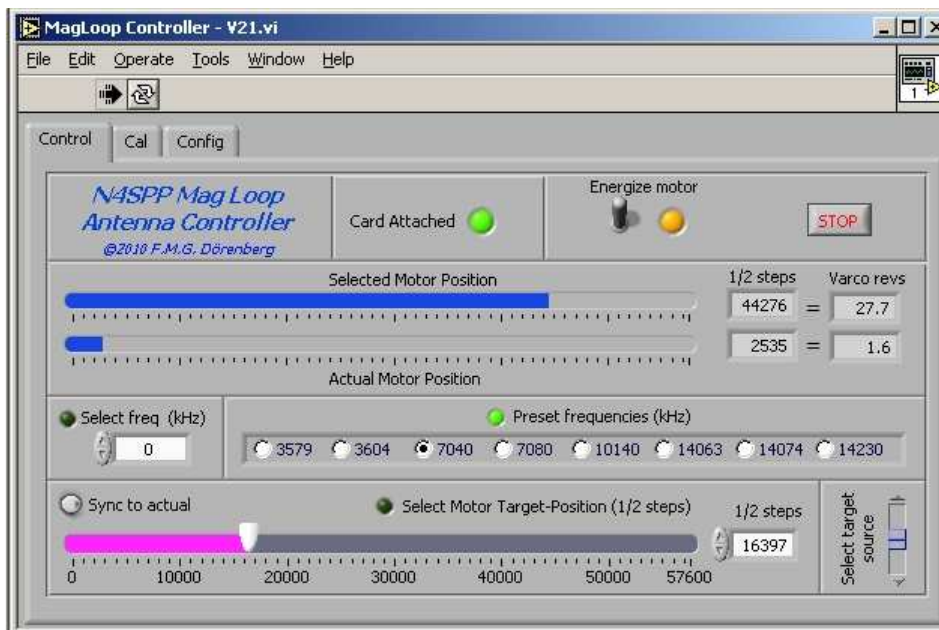 MagLoop Controller - V21.vi
File Edit Operate Tools Window Help
1
Control Cal Config
N4SPP Mag Loop
Antenna Controller
©2010 F.M.G. Dörenberg
Card Attached
Energize motor
STOP
Selected Motor Position
1/2 steps Varco revs
44276 = 27.7
2535 = 1.6
Actual Motor Position
Select freq (kHz)
0
Preset frequencies (kHz)
3579 3604 7040 7080 10140 14063 14074 14230
Sync to actual
Select Motor Target-Position (1/2 steps)
1/2 steps
16397
0 10000 20000 30000 40000 50000 57600
Select target
source